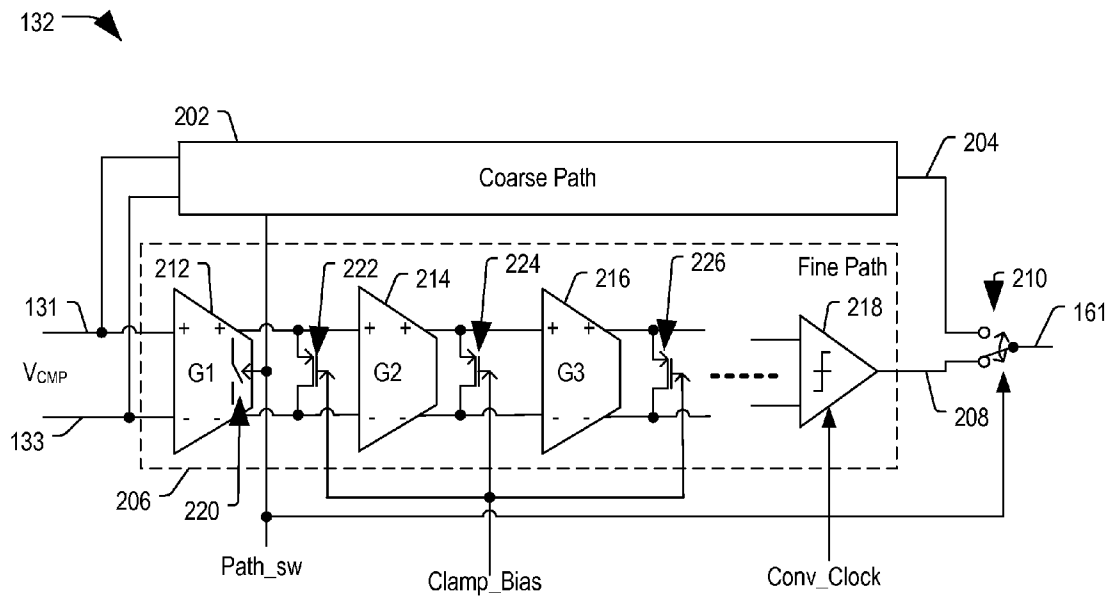 132
202
204
Coarse Path
212
222
214
224
216
226
Fine Path
218
210
161
131
+ + + + +
V_CMP
G1
G2
G3
- - - - -
133
208
206
220
Path_sw
Clamp_Bias
Conv_Clock